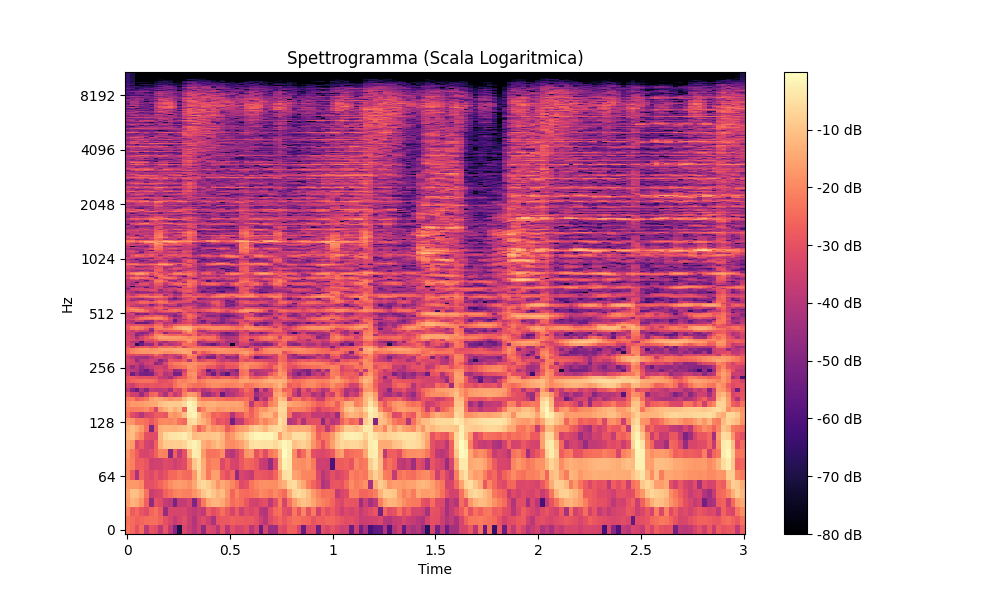 Spettrogramma (Scala Logaritmica)
8192
4096
2048
1024
512
256
128
64
0
Hz
0 0.5 1 1.5 2 2.5 3
Time
-10 dB
-20 dB
-30 dB
-40 dB
-50 dB
-60 dB
-70 dB
-80 dB